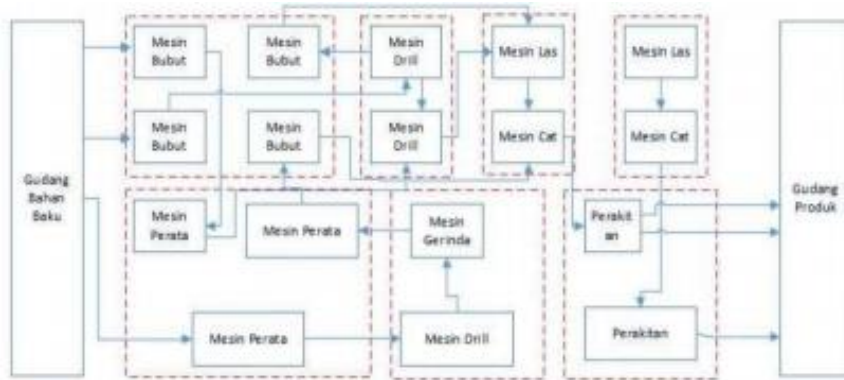 Mesin
Bubut
Mesin
Bubut
Mesin
Drill
Mesin Las
Mesin Las
Mesin
Bubut
Mesin
Bubut
Mesin
Drill
Mesin Cat
Mesin Cat
Gudang
Bahan
Baku
Gudang
Produk
Mesin
Perata
Mesin Perata
Mesin
Gerinda
Perakit
an
Mesin Perata
Mesin Drill
Perakitan